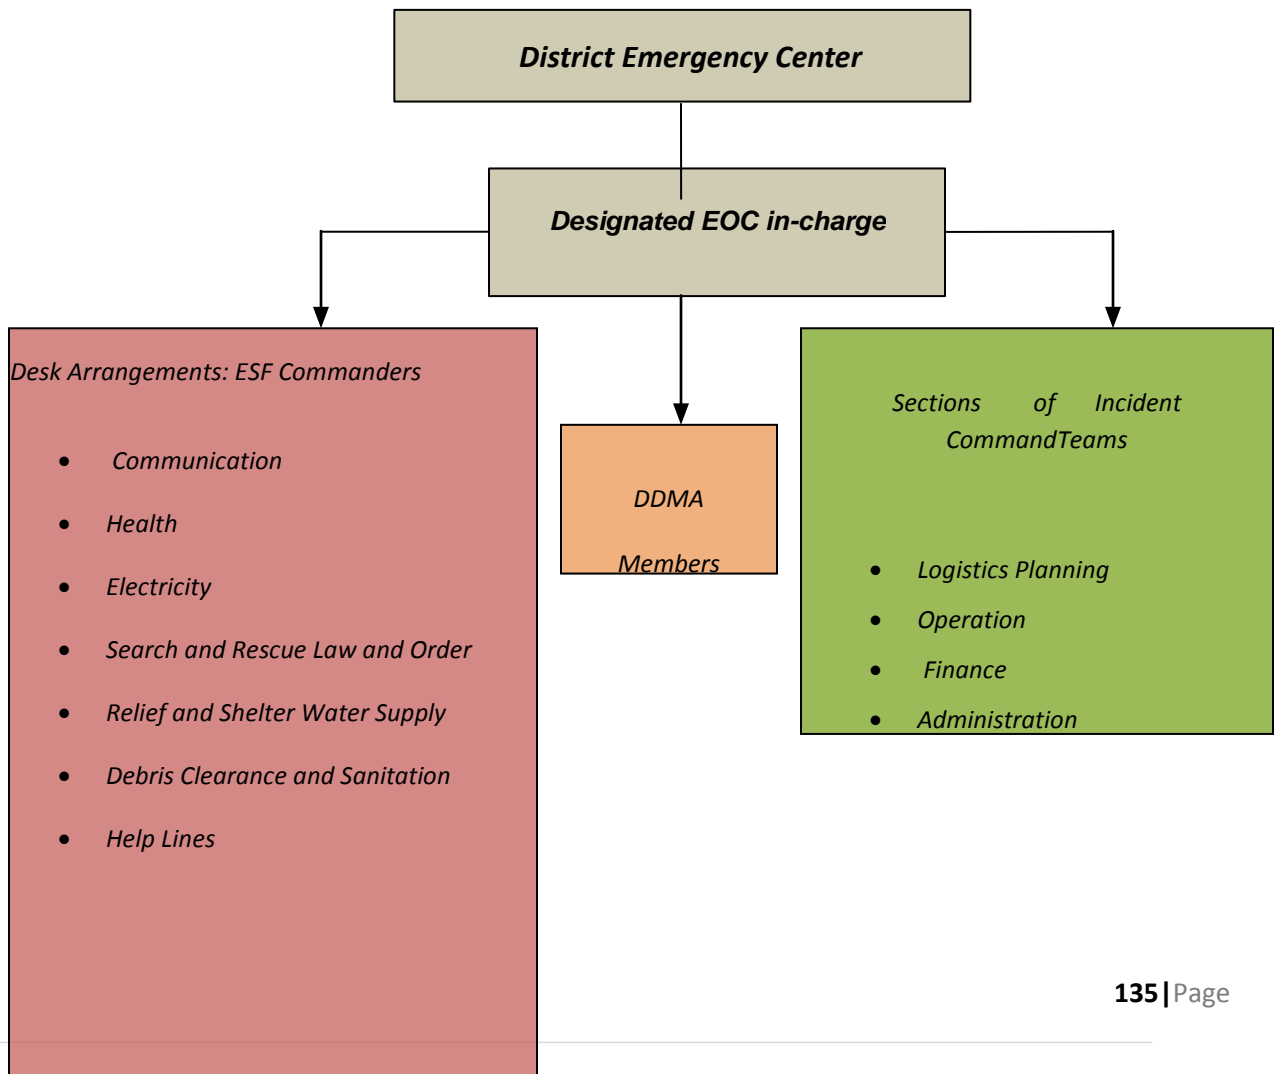 District Emergency Center
Designated EOC in-charge
Desk Arrangements: ESF Commanders
• Communication
• Health
• Electricity
• Search and Rescue Law and Order
• Relief and Shelter Water Supply
• Debris Clearance and Sanitation
• Help Lines
DDMA
Members
Sections of Incident
CommandTeams
• Logistics Planning
• Operation
• Finance
• Administration
135|Page